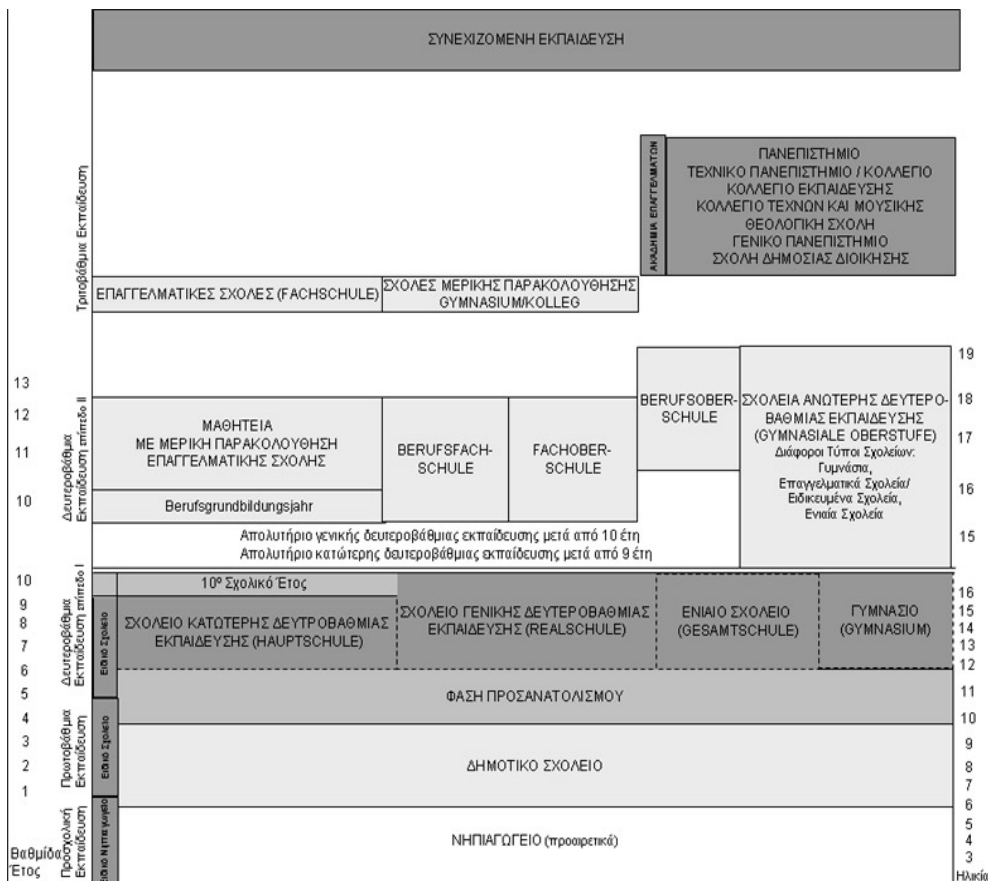 ΣΥΝΕΧΙΖΟΜΕΝΗ ΕΚΠΑΙΔΕΥΣΗ
Τριτοβάθμια Εκπαίδευση
ΑΚΑΔΗΜΙΑ ΕΠΑΓΓΕΛΜΑΤΩΝ
ΠΑΝΕΠΙΣΤΗΜΙΟ
ΤΕΧΝΙΚΟ ΠΑΝΕΠΙΣΤΗΜΙΟ / ΚΟΛΛΕΓΙΟ
ΚΟΛΛΕΓΙΟ ΕΚΠΑΙΔΕΥΣΗΣ
ΚΟΛΛΕΓΙΟ ΤΕΧΝΩΝ ΚΑΙ ΜΟΥΣΙΚΗΣ
ΘΕΟΛΟΓΙΚΗ ΣΧΟΛΗ
ΓΕΝΙΚΟ ΠΑΝΕΠΙΣΤΗΜΙΟ
ΣΧΟΛΗ ΔΗΜΟΣΙΑΣ ΔΙΟΙΚΗΣΗΣ
ΕΠΑΓΓΕΛΜΑΤΙΚΕΣ ΣΧΟΛΕΣ (FACHSCHULE)
ΣΧΟΛΕΣ ΜΕΡΙΚΗΣ ΠΑΡΑΚΟΛΟΥΘΗΣΗΣ
GYMNASIUM/KOLLEG
13
12
11
10
Δευτεροβάθμια
Εκπαίδευση επίπεδο II
ΜΑΘΗΤΕΙΑ
ΜΕ ΜΕΡΙΚΗ ΠΑΡΑΚΟΛΟΥΘΗΣΗ
ΕΠΑΓΓΕΛΜΑΤΙΚΗΣ ΣΧΟΛΗΣ
Berufsgrundbildungsjahr
BERUFSFACH-
SCHULE
FACHOBER-
SCHULE
BERUFSOBER-
SCHULE
ΣΧΟΛΕΙΑ ΑΝΩΤΕΡΗΣ ΔΕΥΤΕΡΟ-
ΒΑΘΜΙΑΣ ΕΚΠΑΙΔΕΥΣΗΣ
(GYMNASIALE OBERSTUFE)
Διάφοροι Τύποι Σχολείων:
Γυμνάσια,
Επαγγελματικά Σχολεία/
Ειδικευμένα Σχολεία,
Ενιαία Σχολεία
19
18
17
16
15
Απολυτήριο γενικής δευτεροβάθμιας εκπαίδευσης μετά από 10 έτη
Απολυτήριο κατώτερης δευτεροβάθμιας εκπαίδευσης μετά από 9 έτη
10
9
8
7
6
5
Δευτεροβάθμια
Εκπαίδευση επίπεδο I
Ειδικό Σχολείο
10º Σχολικό Έτος
ΣΧΟΛΕΙΟ ΚΑΤΩΤΕΡΗΣ ΔΕΥΤΡΟΒΑΘΜΙΑΣ
ΕΚΠΑΙΔΕΥΣΗΣ (HAUPTSCHULE)
ΣΧΟΛΕΙΟ ΓΕΝΙΚΗΣ ΔΕΥΤΕΡΟΒΑΘΜΙΑΣ
ΕΚΠΑΙΔΕΥΣΗΣ (REALSCHULE)
ΕΝΙΑΙΟ ΣΧΟΛΕΙΟ
(GESAMTSCHULE)
ΓΥΜΝΑΣΙΟ
(GYMNASIUM)
16
15
14
13
12
ΦΑΣΗ ΠΡΟΣΑΝΑΤΟΛΙΣΜΟΥ
11
10
4
3
2
1
Πρωτοβάθμια
Εκπαίδευση
Ειδικό Σχολείο
ΔΗΜΟΤΙΚΟ ΣΧΟΛΕΙΟ
9
8
7
6
Προσχολική
Εκπαίδευση
Ειδικό Νηπιαγωγείο
ΝΗΠΙΑΓΩΓΕΙΟ (προαιρετικά)
5
4
3
Βαθμίδα
Έτος
Ηλικία